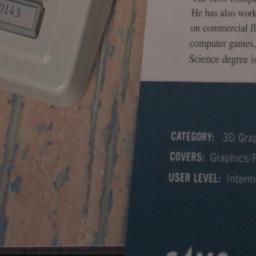 0143
He has also work
on commercial fl
computer games,
Science degree is
CATEGORY: 3D Grap
COVERS: Graphics/
USER LEVEL: Interm